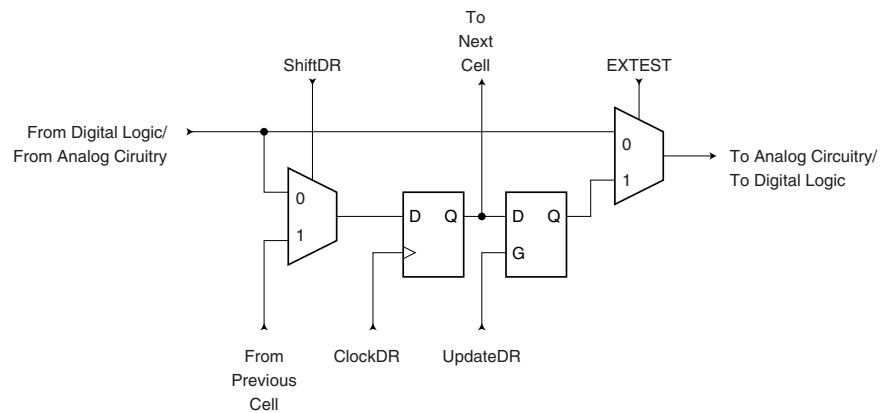 To
Next
Cell
ShiftDR
EXTEST
From Digital Logic/
From Analog Ciruitry
0
1
To Analog Circuitry/
To Digital Logic
0
1
D Q
D Q
G
From
Previous
Cell
ClockDR
UpdateDR